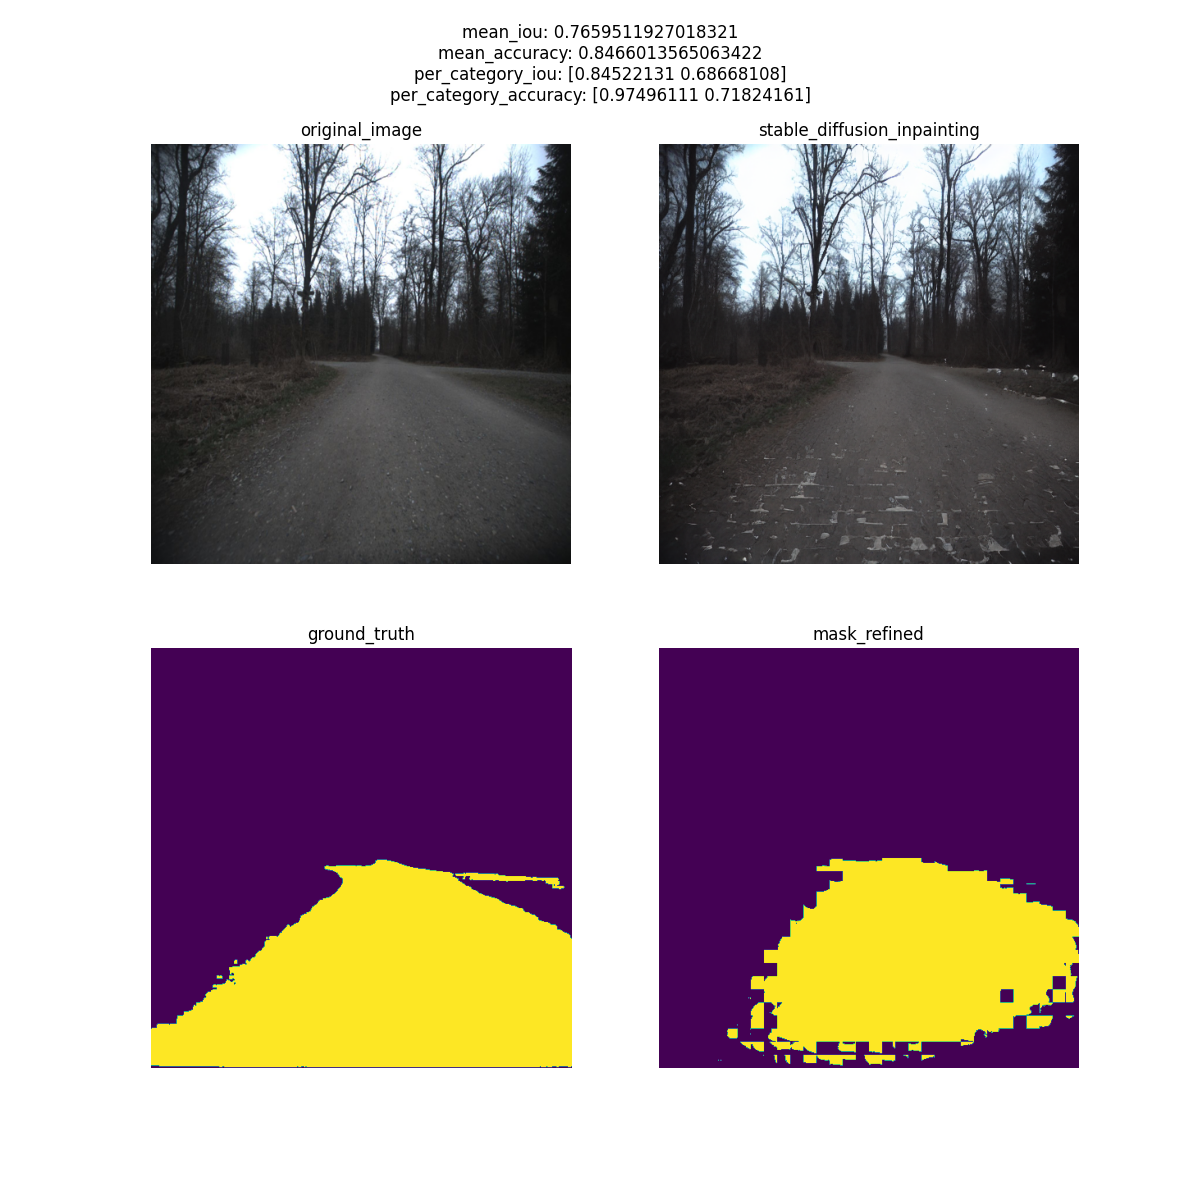 mean_iou: 0.7659511927018321
mean_accuracy: 0.8466013565063422
per_category_iou: [0.84522131 0.68668108]
per_category_accuracy: [0.97496111 0.71824161]
original_image
stable_diffusion_inpainting
ground_truth
mask_refined